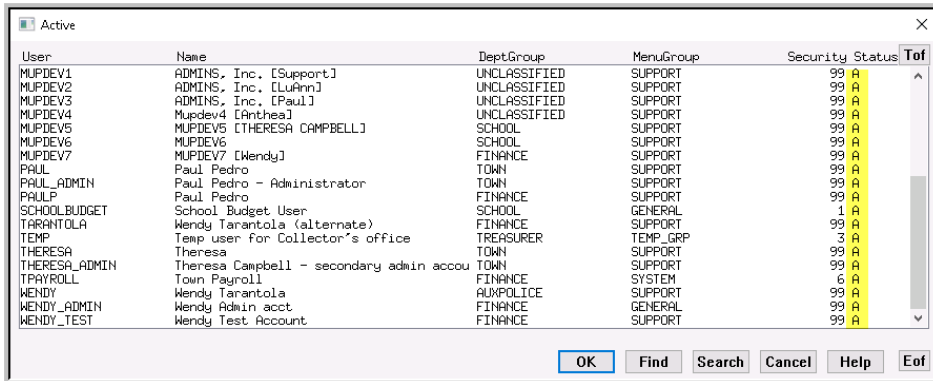 Active
User Name DeptGroup MenuGroup Security Status Tof
MUPDEV1 ADMINS, Inc. [Support] UNCLASSIFIED SUPPORT 99 A
MUPDEV2 ADMINS, Inc. [LuAnn] UNCLASSIFIED SUPPORT 99 A
MUPDEV3 ADMINS, Inc. [Paul] UNCLASSIFIED SUPPORT 99 A
MUPDEV4 Mupdev4 [Anthea] UNCLASSIFIED SUPPORT 99 A
MUPDEV5 MUPDEV5 [THERESA CAMPBELL] SCHOOL SUPPORT 99 A
MUPDEV6 MUPDEV6 SCHOOL SUPPORT 99 A
MUPDEV7 MUPDEV7 [Wendy] FINANCE SUPPORT 99 A
PAUL Paul Pedro TOWN SUPPORT 99 A
PAUL_ADMIN Paul Pedro - Administrator TOWN SUPPORT 99 A
PAULP Paul Pedro FINANCE SUPPORT 99 A
SCHOOLBUDGET School Budget User SCHOOL GENERAL 1 A
TARANTOLA Wendy Tarantola (alternate) FINANCE SUPPORT 99 A
TEMP Temp user for Collector's office TREASURER TEMP_GRP 3 A
THERESA Theresa TOWN SUPPORT 99 A
THERESA_ADMIN Theresa Campbell - secondary admin accou TOWN SUPPORT 99 A
TPAYROLL Town Payroll FINANCE SYSTEM 6 A
WENDY Wendy Tarantola AUXPOLICE SUPPORT 99 A
WENDY_ADMIN Wendy Admin acct FINANCE GENERAL 99 A
WENDY_TEST Wendy Test Account FINANCE SUPPORT 99 A
OK Find Search Cancel Help Eof